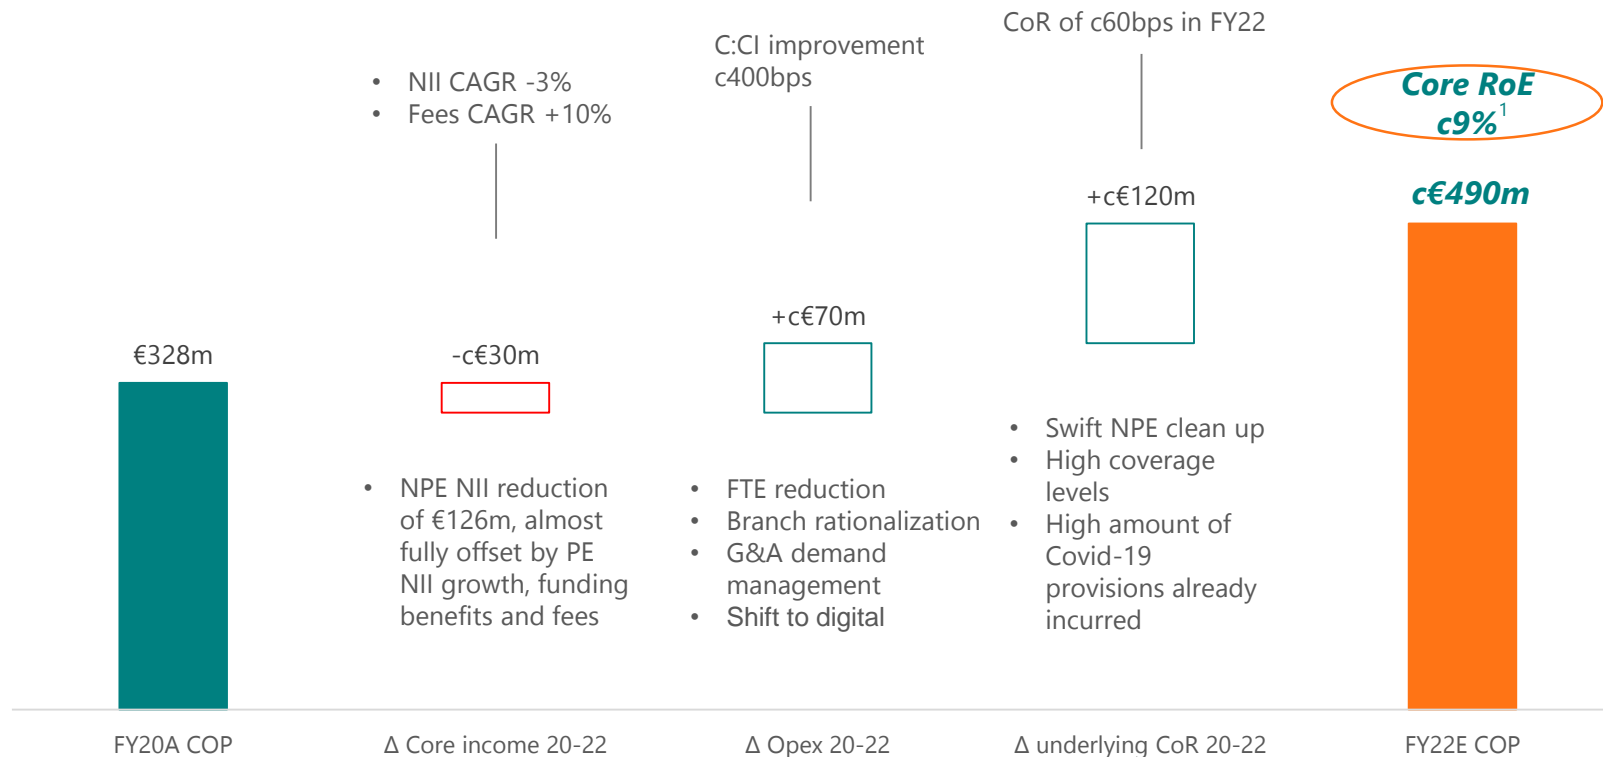 CoR of c60bps in FY22
C:CI improvement
c400bps
• NII CAGR -3%
• Fees CAGR +10%
Core RoE
c9%1
+c€120m
c€490m
+c€70m
€328m
-c€30m
• NPE NII reduction
of €126m, almost
fully offset by PE
NII growth, funding
benefits and fees
• FTE reduction
• Branch rationalization
• G&A demand
management
• Shift to digital
• Swift NPE clean up
• High coverage
levels
• High amount of
Covid-19
provisions already
incurred
FY20A COP
Δ Core income 20-22
Δ Opex 20-22
Δ underlying CoR 20-22
FY22E COP